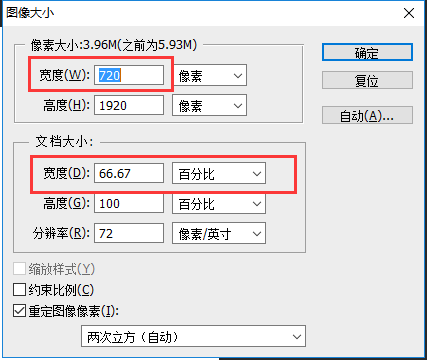 图像大小
像素大小:3.96M(之前为5.93M)
宽度(W): 720 像素
高度(H): 1920 像素
确定
复位
自动(A)...
文档大小:
宽度(D): 66.67 百分比
高度(G): 100 百分比
分辨率(R): 72 像素/英寸
缩放样式(Y)
约束比例(C)
重定图像像素(I):
两次立方（自动）